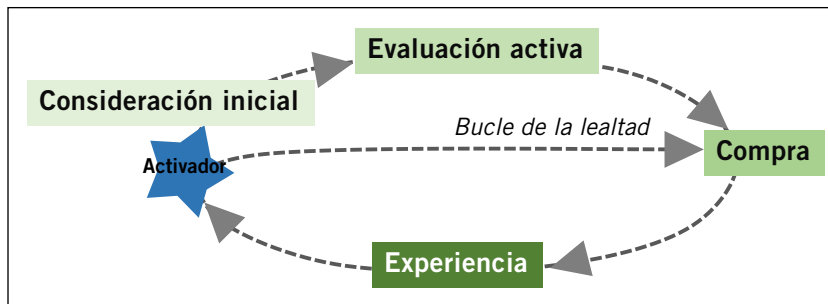 Evaluación activa
Consideración inicial
Bucle de la lealtad
Activador
Compra
Experiencia